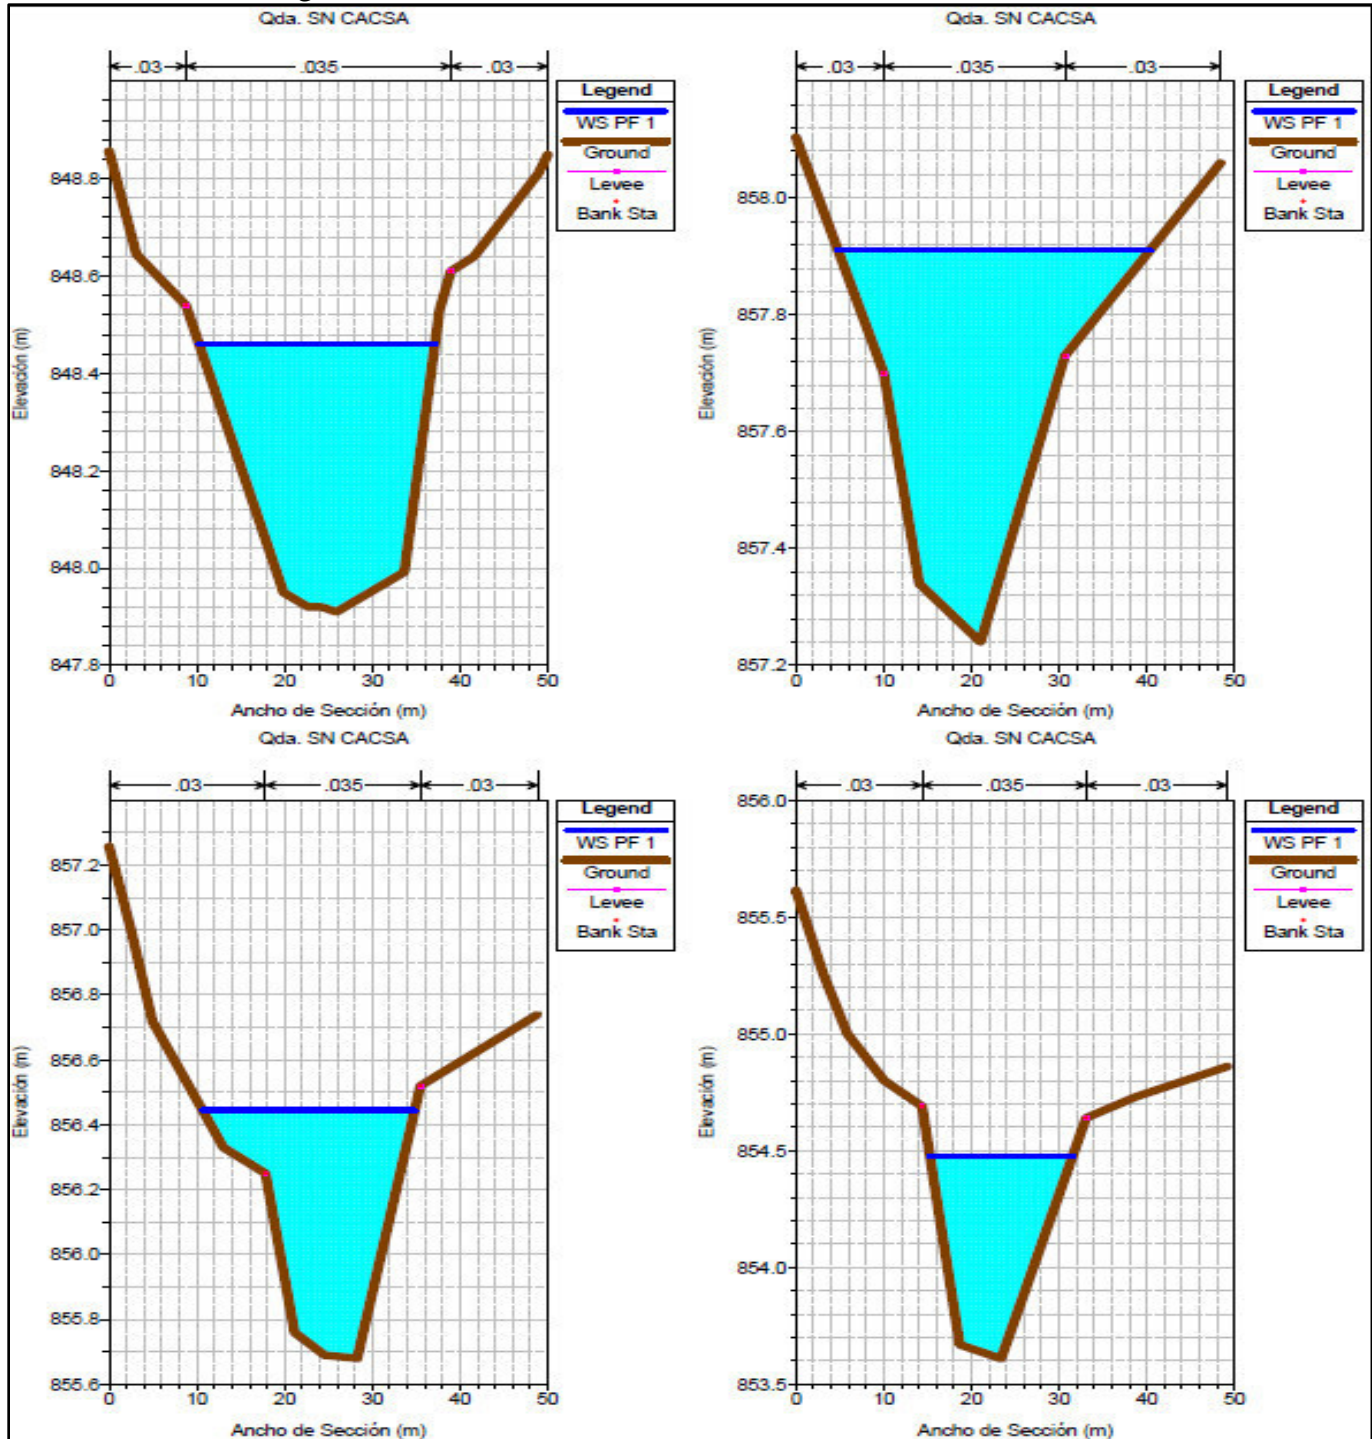 Qda. SN CACSA
.03 .035 .03
Legend
WS PF 1
Ground
Levee
Bank Sta
848.8
848.6
848.4
848.2
848.0
847.8
Elevación (m)
0 10 20 30 40 50
Ancho de Sección (m)
Qda. SN CACSA
.03 .035 .03
Legend
WS PF 1
Ground
Levee
Bank Sta
858.0
857.8
857.6
857.4
857.2
Elevación (m)
0 10 20 30 40 50
Ancho de Sección (m)
Qda. SN CACSA
.03 .035 .03
Legend
WS PF 1
Ground
Levee
Bank Sta
857.2
857.0
856.8
856.6
856.4
856.2
856.0
855.8
855.6
Elevación (m)
0 10 20 30 40 50
Ancho de Sección (m)
Qda. SN CACSA
.03 .035 .03
Legend
WS PF 1
Ground
Levee
Bank Sta
856.0
855.5
855.0
854.5
854.0
853.5
Elevación (m)
0 10 20 30 40 50
Ancho de Sección (m)